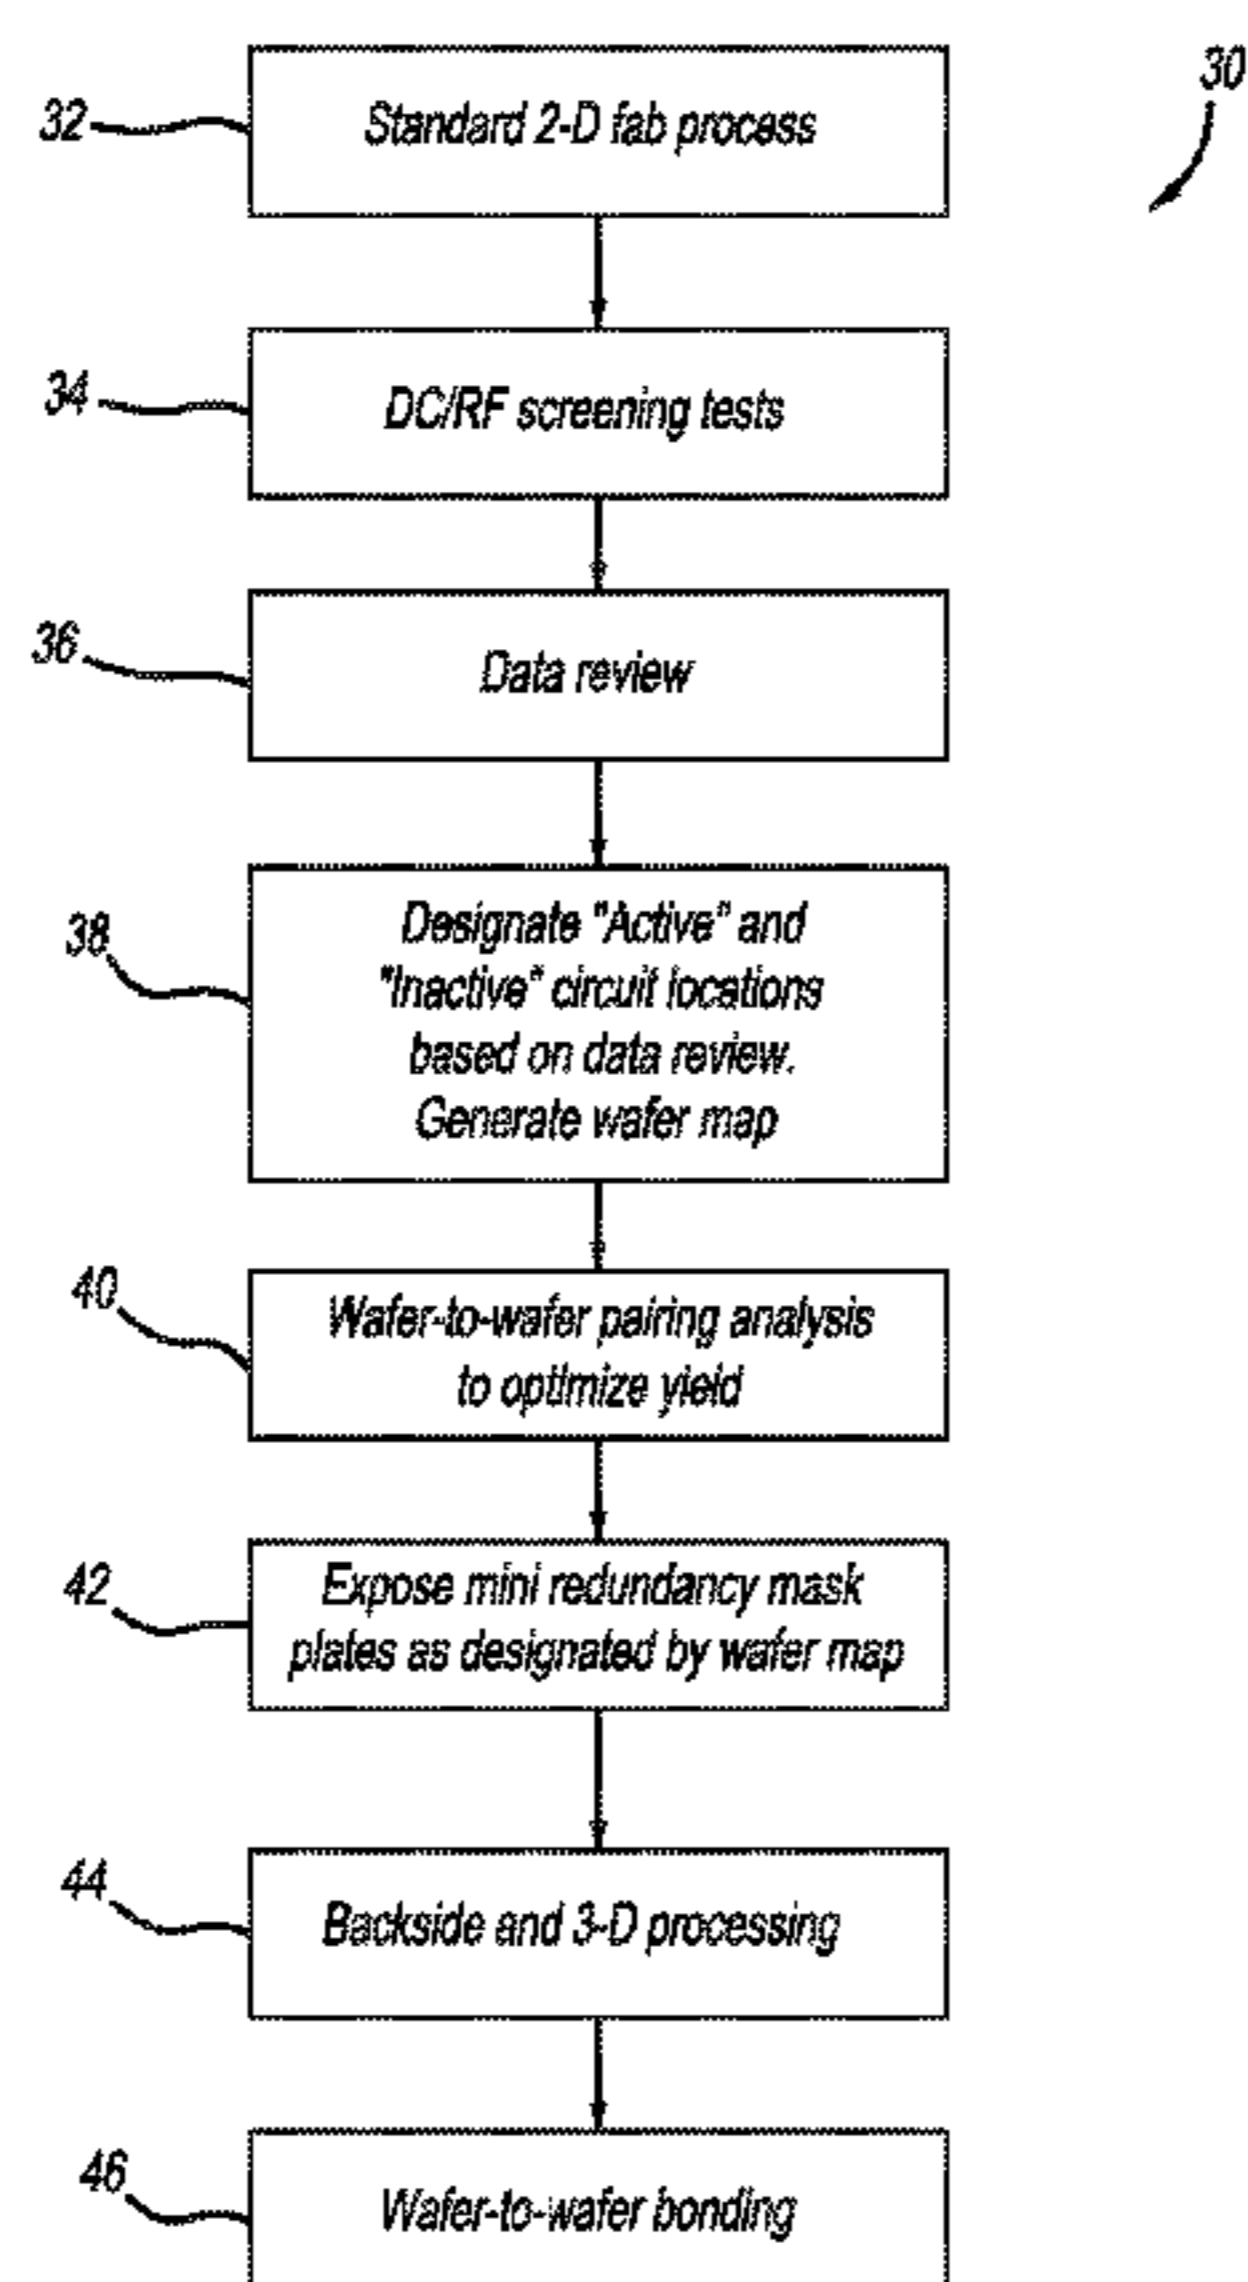 30
32
Standard 2-D fab process
34
DC/RF screening tests
36
Data review
38
Designate "Active" and
"Inactive" circuit locations
based on data review.
Generate wafer map
40
Wafer-to-wafer pairing analysis
to optimize yield
42
Expose mini redundancy mask
plates as designated by wafer map
44
Backside and 3-D processing
46
Wafer-to-wafer bonding